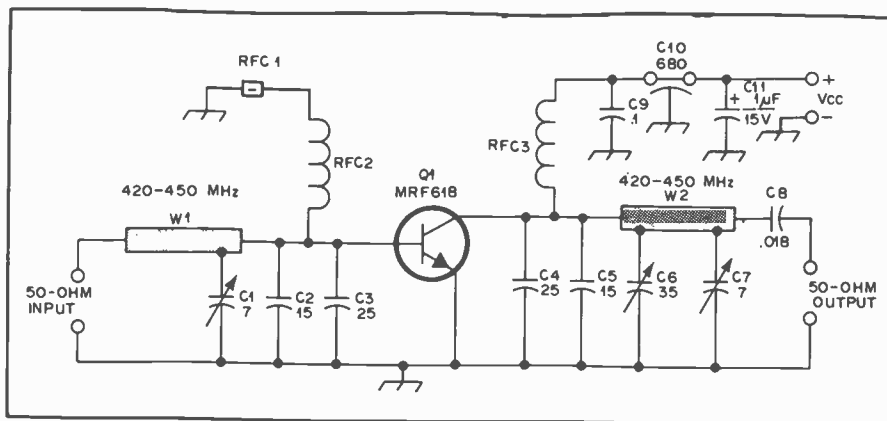 RFC 1
RFC2
C10
680
C9
.1
C11
+ 1µF
15V
+
Vcc
-
RFC3
Q1
MRF618
420-450 MHz
W1
420-450 MHz
W2
C8
.018
50-OHM
INPUT
C1
7
C2
15
C3
25
C4
25
C5
15
C6
35
C7
7
50-OHM
OUTPUT